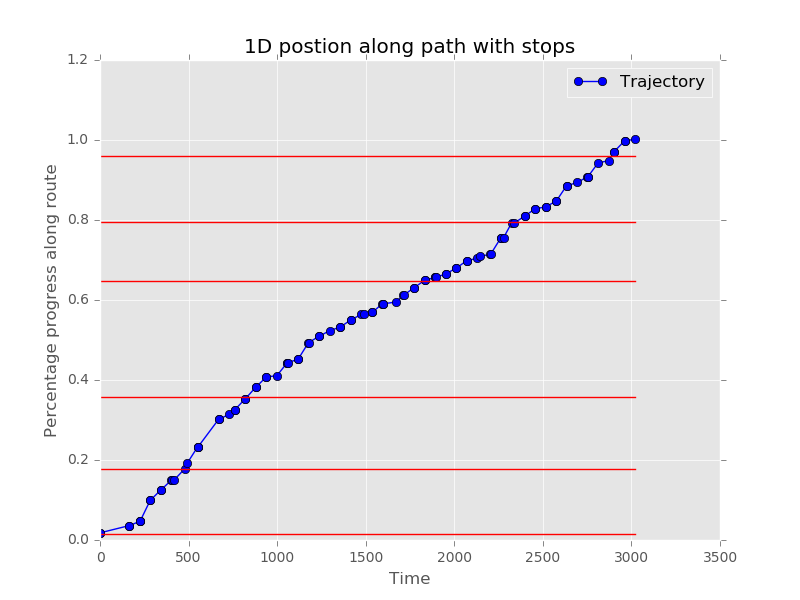 1D postion along path with stops
Trajectory
Percentage progress along route
1.2
1.0
0.8
0.6
0.4
0.2
0.0
0 500 1000 1500 2000 2500 3000 3500
Time